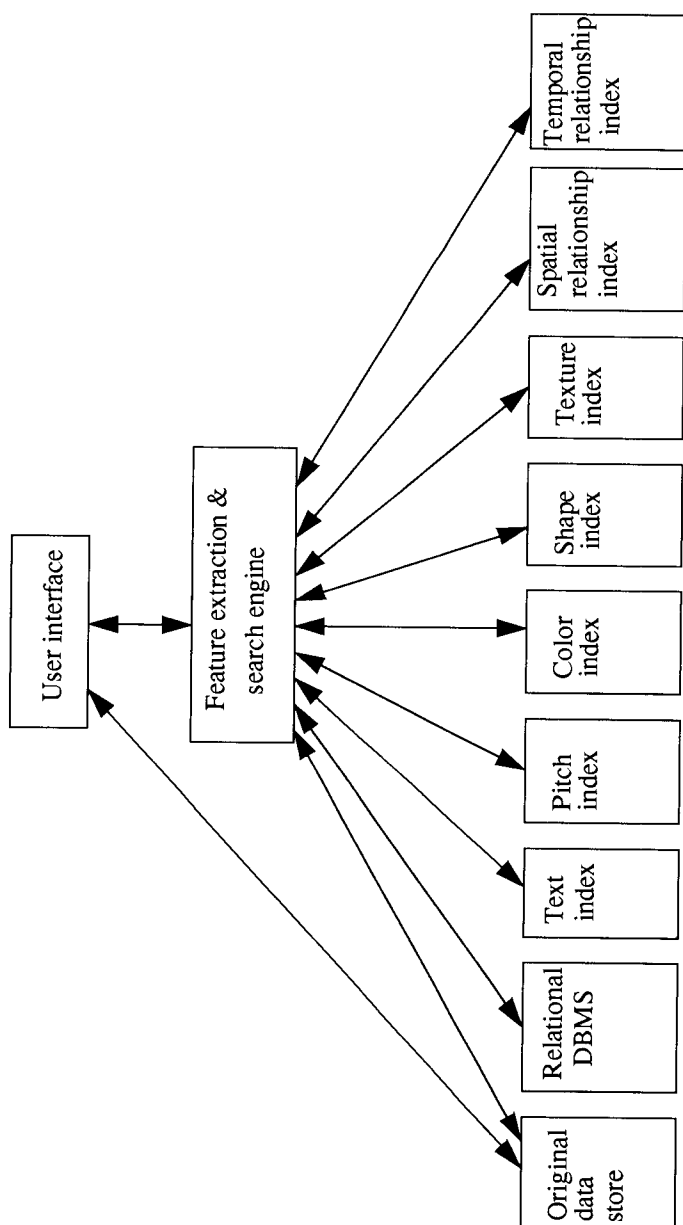 User interface
Feature extraction &
search engine
Original
data
store
Relational
DBMS
Text
index
Pitch
index
Color
index
Shape
index
Texture
index
Spatial
relationship
index
Temporal
relationship
index